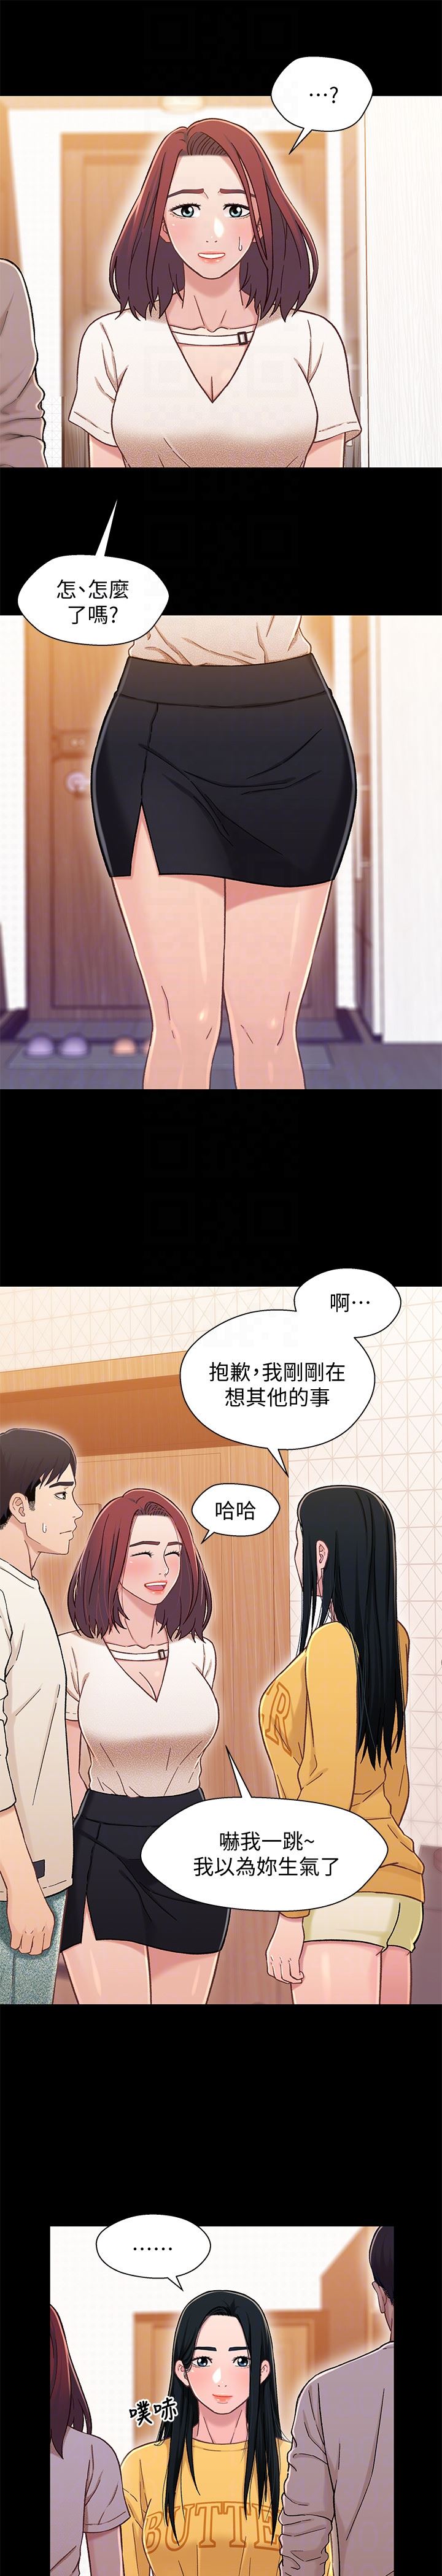 …?
怎、怎麼
了嗎?
啊…
抱歉，我剛剛在
想其他的事
哈哈
R
嚇我一跳~
我以為妳生氣了
……
噗哧
BUTTE